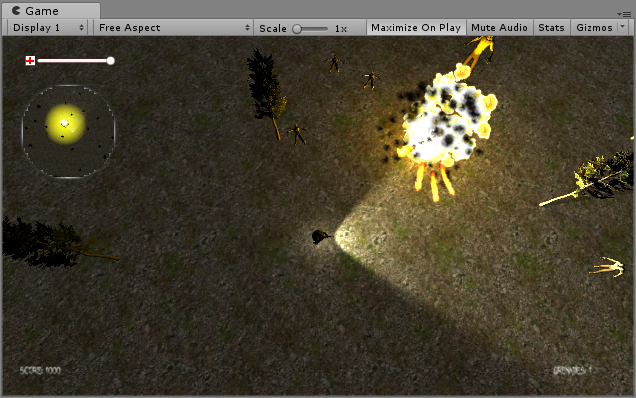 Game
Display 1 Free Aspect Scale 1x Maximize On Play Mute Audio Stats Gizmos
SCORE: 1000 GRENADES: 1